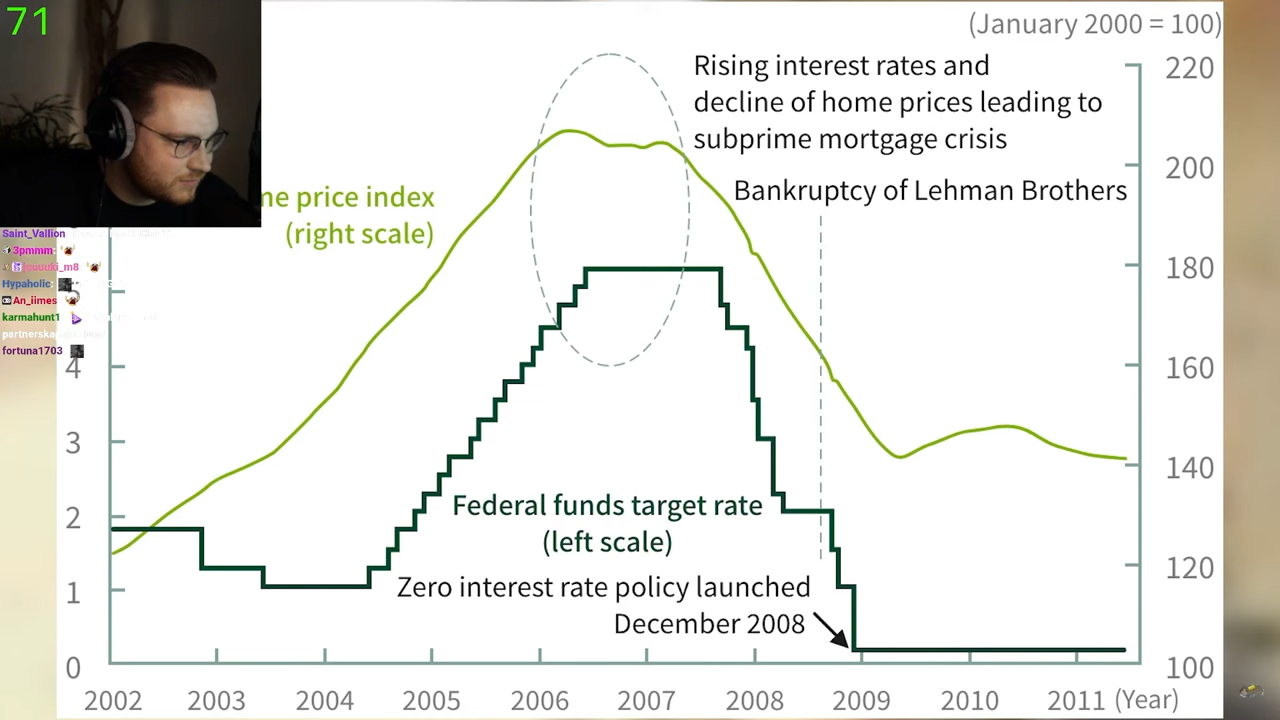 71
(January 2000 = 100)
Rising interest rates and
decline of home prices leading to
subprime mortgage crisis
Bankruptcy of Lehman Brothers
me price index
(right scale)
Saint_Vallion
3pmmm
Hypaholic:
An_iimes
karmahunt1
fortuna1703
Federal funds target rate
(left scale)
Zero interest rate policy launched
December 2008
4
3
2
1
0
220
200
180
160
140
120
100
2002 2003 2004 2005 2006 2007 2008 2009 2010 2011 (Year)